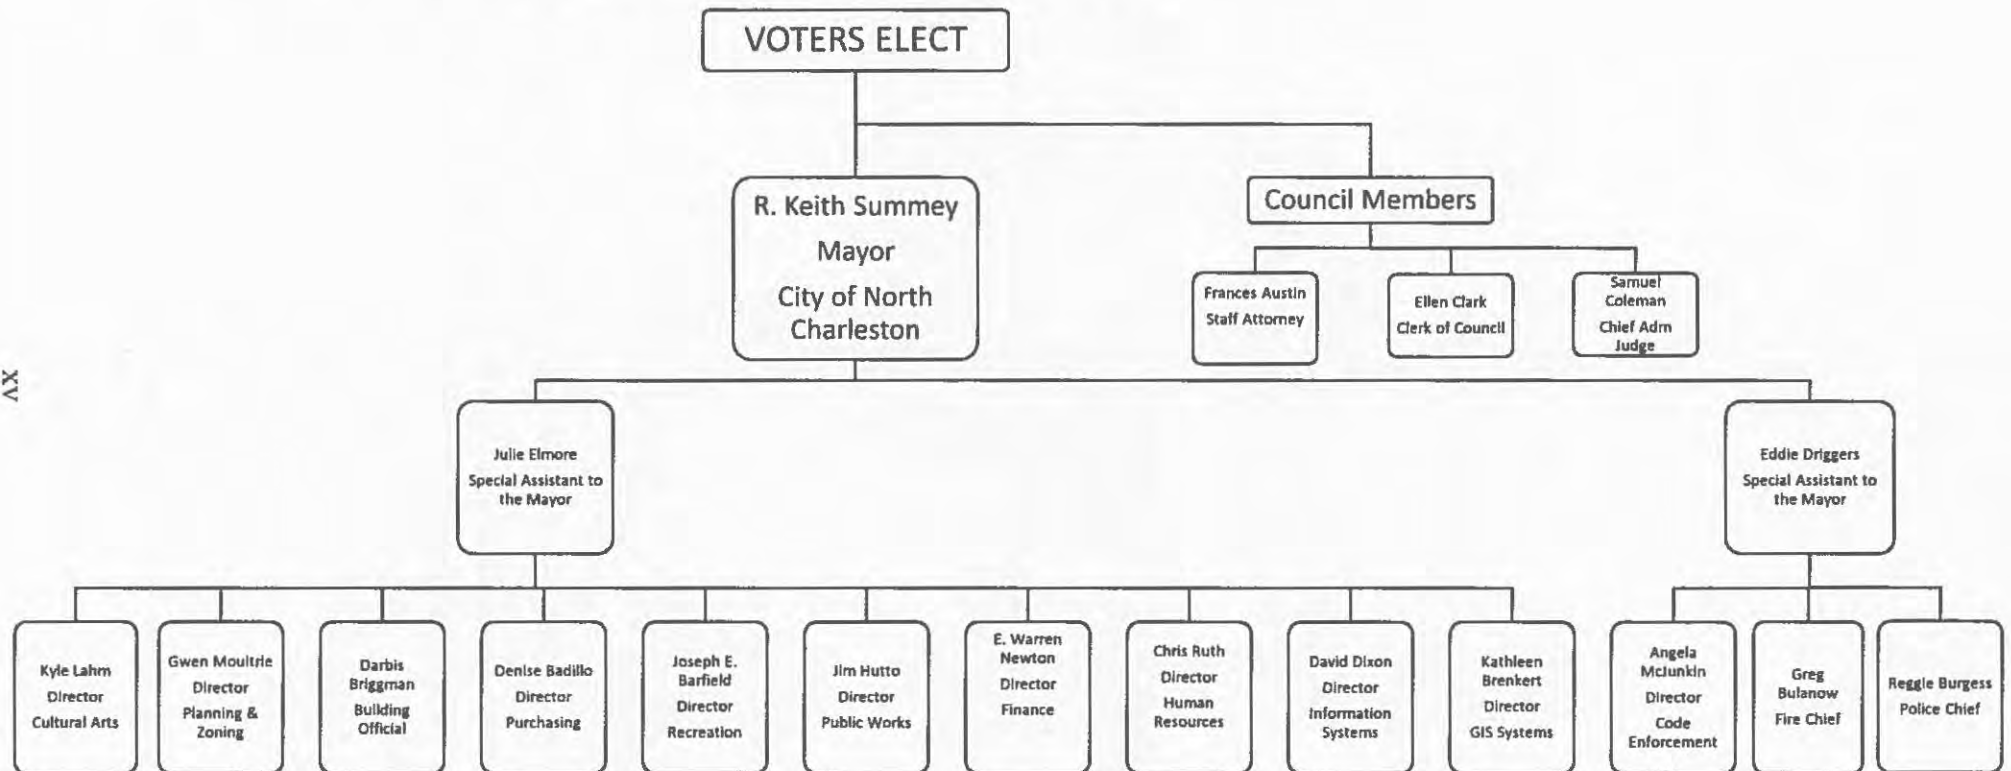 VOTERS ELECT
R. Keith Summey
Mayor
City of North
Charleston
Council Members
Frances Austin
Staff Attorney
Ellen Clark
Clerk of Council
Samuel
Coleman
Chief Adm
Judge
xv
Julie Elmore
Special Assistant to
the Mayor
Eddie Driggers
Special Assistant to
the Mayor
Kyle Lahm
Director
Cultural Arts
Gwen Moultrie
Director
Planning &
Zoning
Darbis
Briggman
Building
Official
Denise Badillo
Director
Purchasing
Joseph E.
Barfield
Director
Recreation
Jim Hutto
Director
Public Works
E. Warren
Newton
Director
Finance
Chris Ruth
Director
Human
Resources
David Dixon
Director
Information
Systems
Kathleen
Brenkert
Director
GIS Systems
Angela
McJunkin
Director
Code
Enforcement
Greg
Bulanow
Fire Chief
Reggie Burgess
Police Chief